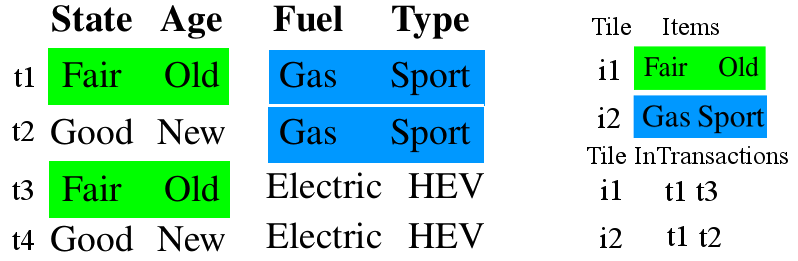 State Age Fuel Type
t1 Fair Old Gas Sport
t2 Good New Gas Sport
t3 Fair Old Electric HEV
t4 Good New Electric HEV
Tile Items
i1 Fair Old
i2 Gas Sport
Tile InTransactions
i1 t1 t3
i2 t1 t2